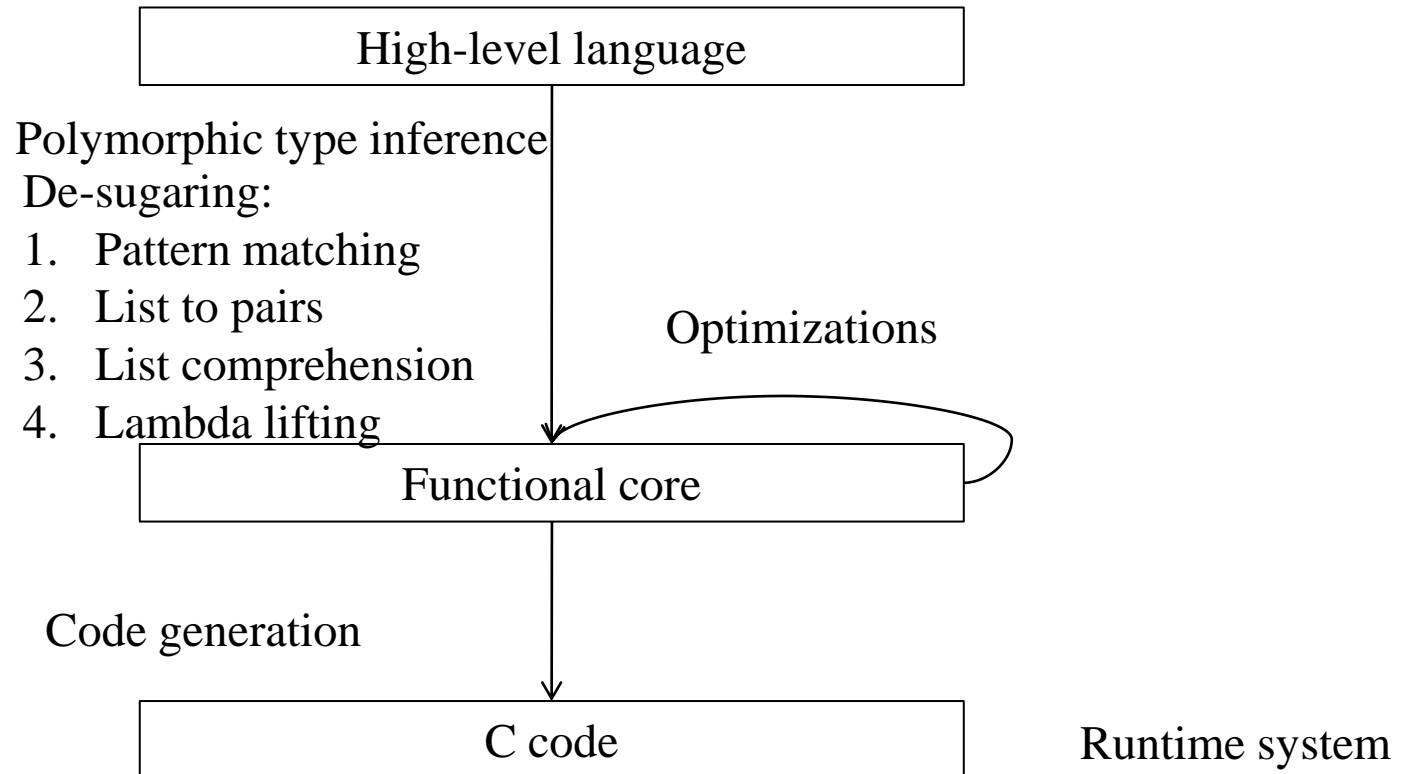 High-level language
Polymorphic type inference
De-sugaring:
1. Pattern matching
2. List to pairs
3. List comprehension
4. Lambda lifting
Optimizations
Functional core
Code generation
C code
Runtime system